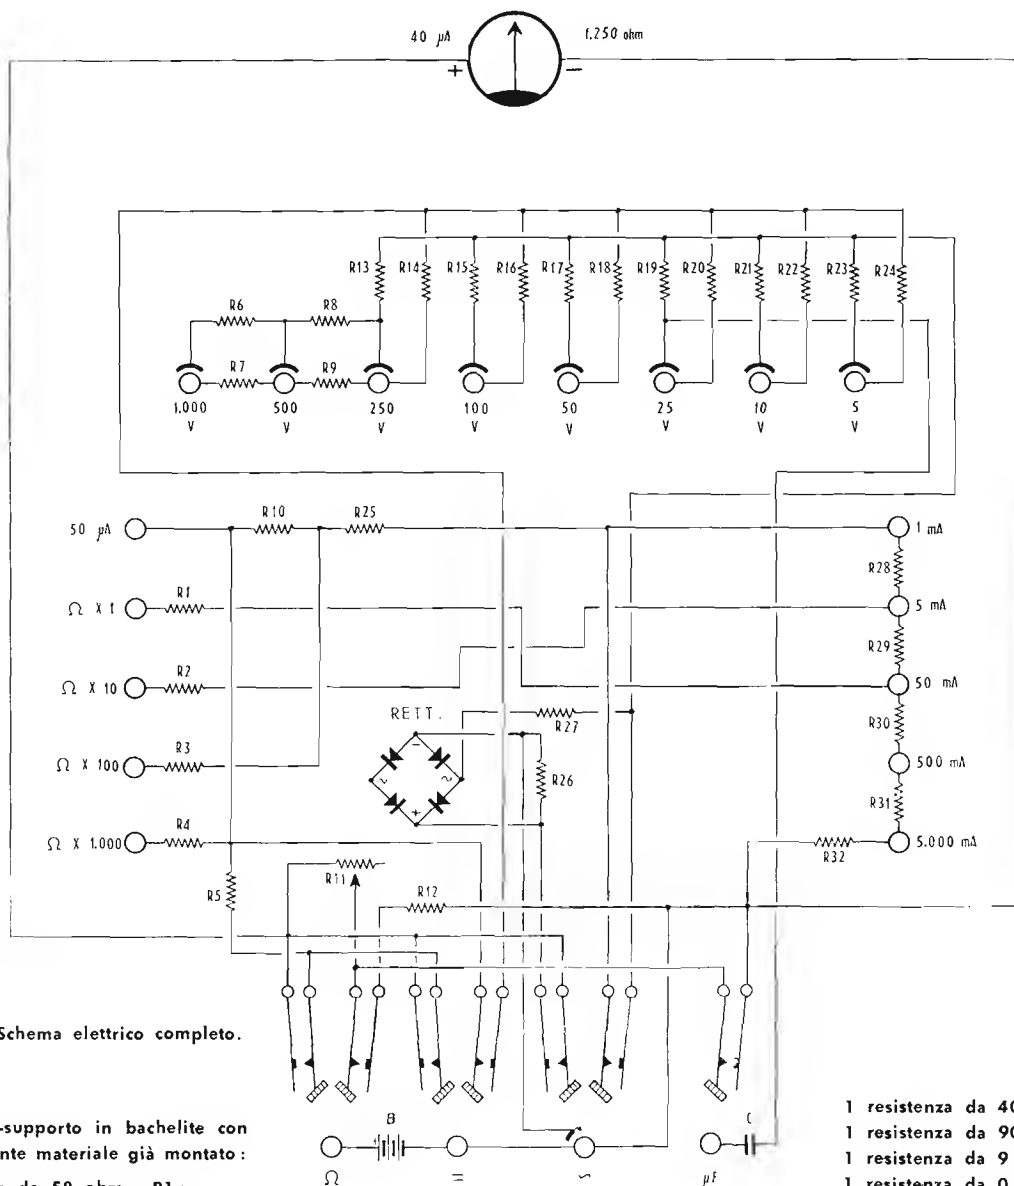 40 µA
1.250 ohm
+
−
R13 R14 R15 R16 R17 R18 R19 R20 R21 R22 R23 R24
R6 R8
R7 R9
1.000 V
500 V
250 V
100 V
50 V
25 V
10 V
5 V
50 µA
R10 R25
1 mA
R28
Ω X 1
R1
5 mA
R29
Ω X 10
R2
50 mA
RETT.
R27
R30
−
Ω X 100
R3
~ ~
R26
500 mA
R31
+
Ω X 1.000
R4
R32
5.000 mA
R11
R5
R12
Schema elettrico completo.
-supporto in bachelite con
nte materiale già montato :
da 50 ohm
R1
B
C
Ω
=
~
µF
1 resistenza da 40
1 resistenza da 90
1 resistenza da 9
1 resistenza da 0